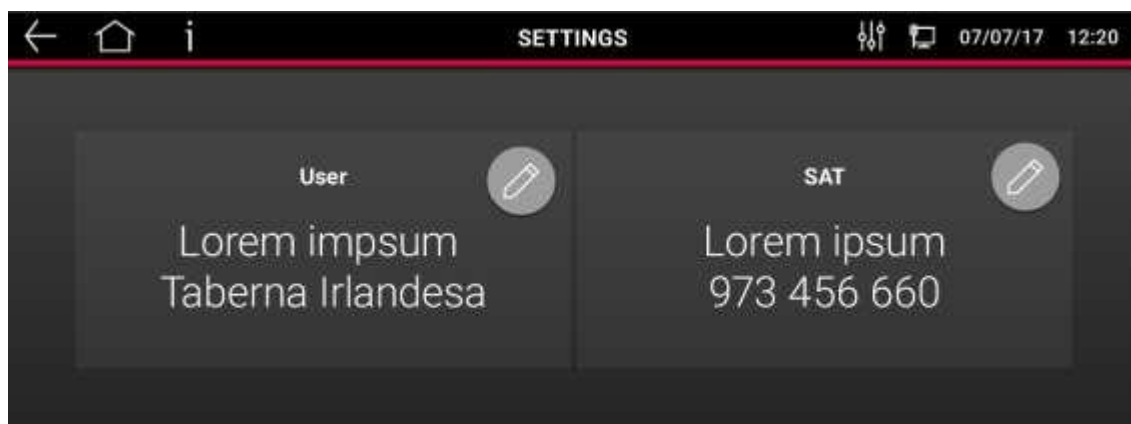 SETTINGS 07/07/17 12:20
User
Lorem impsum
Taberna Irlandesa
SAT
Lorem ipsum
973 456 660